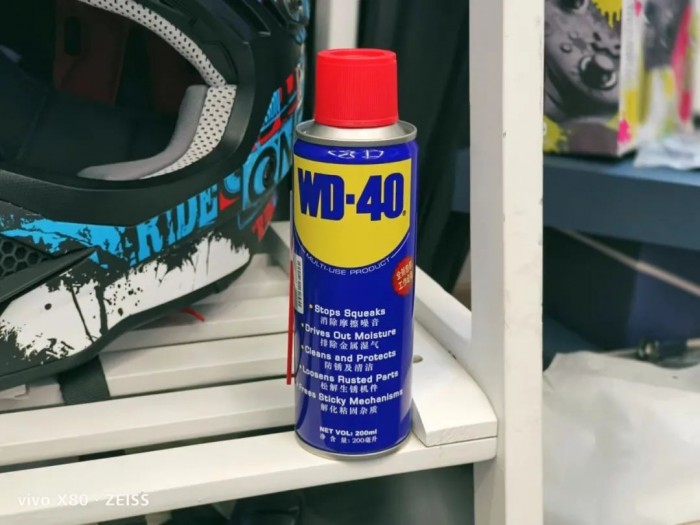 RIDE
WD-40
MULTI-USE PRODUCT
Stops Squeaks
消除摩擦噪音
Drives Out Moisture
排除金属湿气
Cleans and Protects
防锈及清洁
Loosens Rusted Parts
松解生锈机件
Frees Sticky Mechanisms
解化粘固杂质
NET VOL: 200ml
净 含 量: 200毫升
vivo X80 · ZEISS